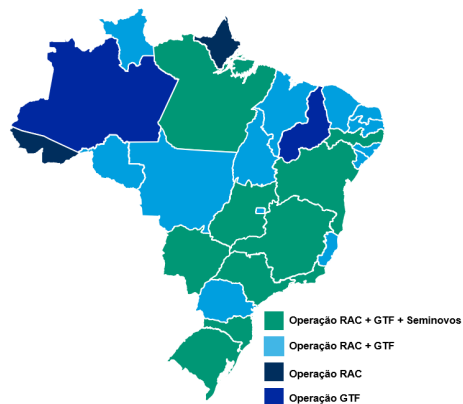 Operação RAC + GTF + Seminovos
Operação RAC + GTF
Operação RAC
Operação GTF